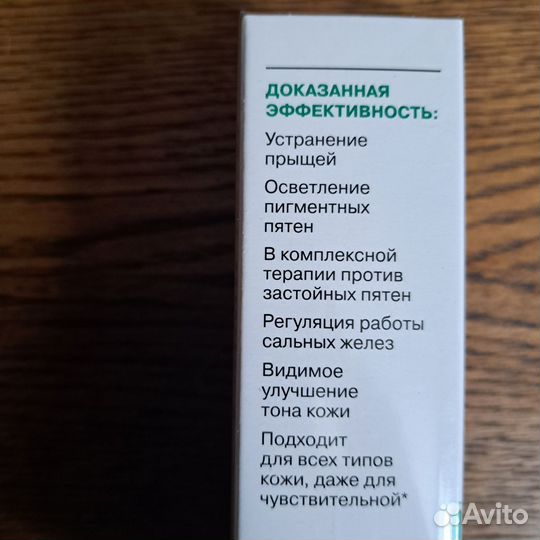 ДОКАЗАННАЯ
ЭФФЕКТИВНОСТЬ:
Устранение
прыщей
Осветление
пигментных
пятен
В комплексной
терапии против
застойных пятен
Регуляция работы
сальных желез
Видимое
улучшение
тона кожи
Подходит
для всех типов
кожи, даже для
чувствительной*
Avito